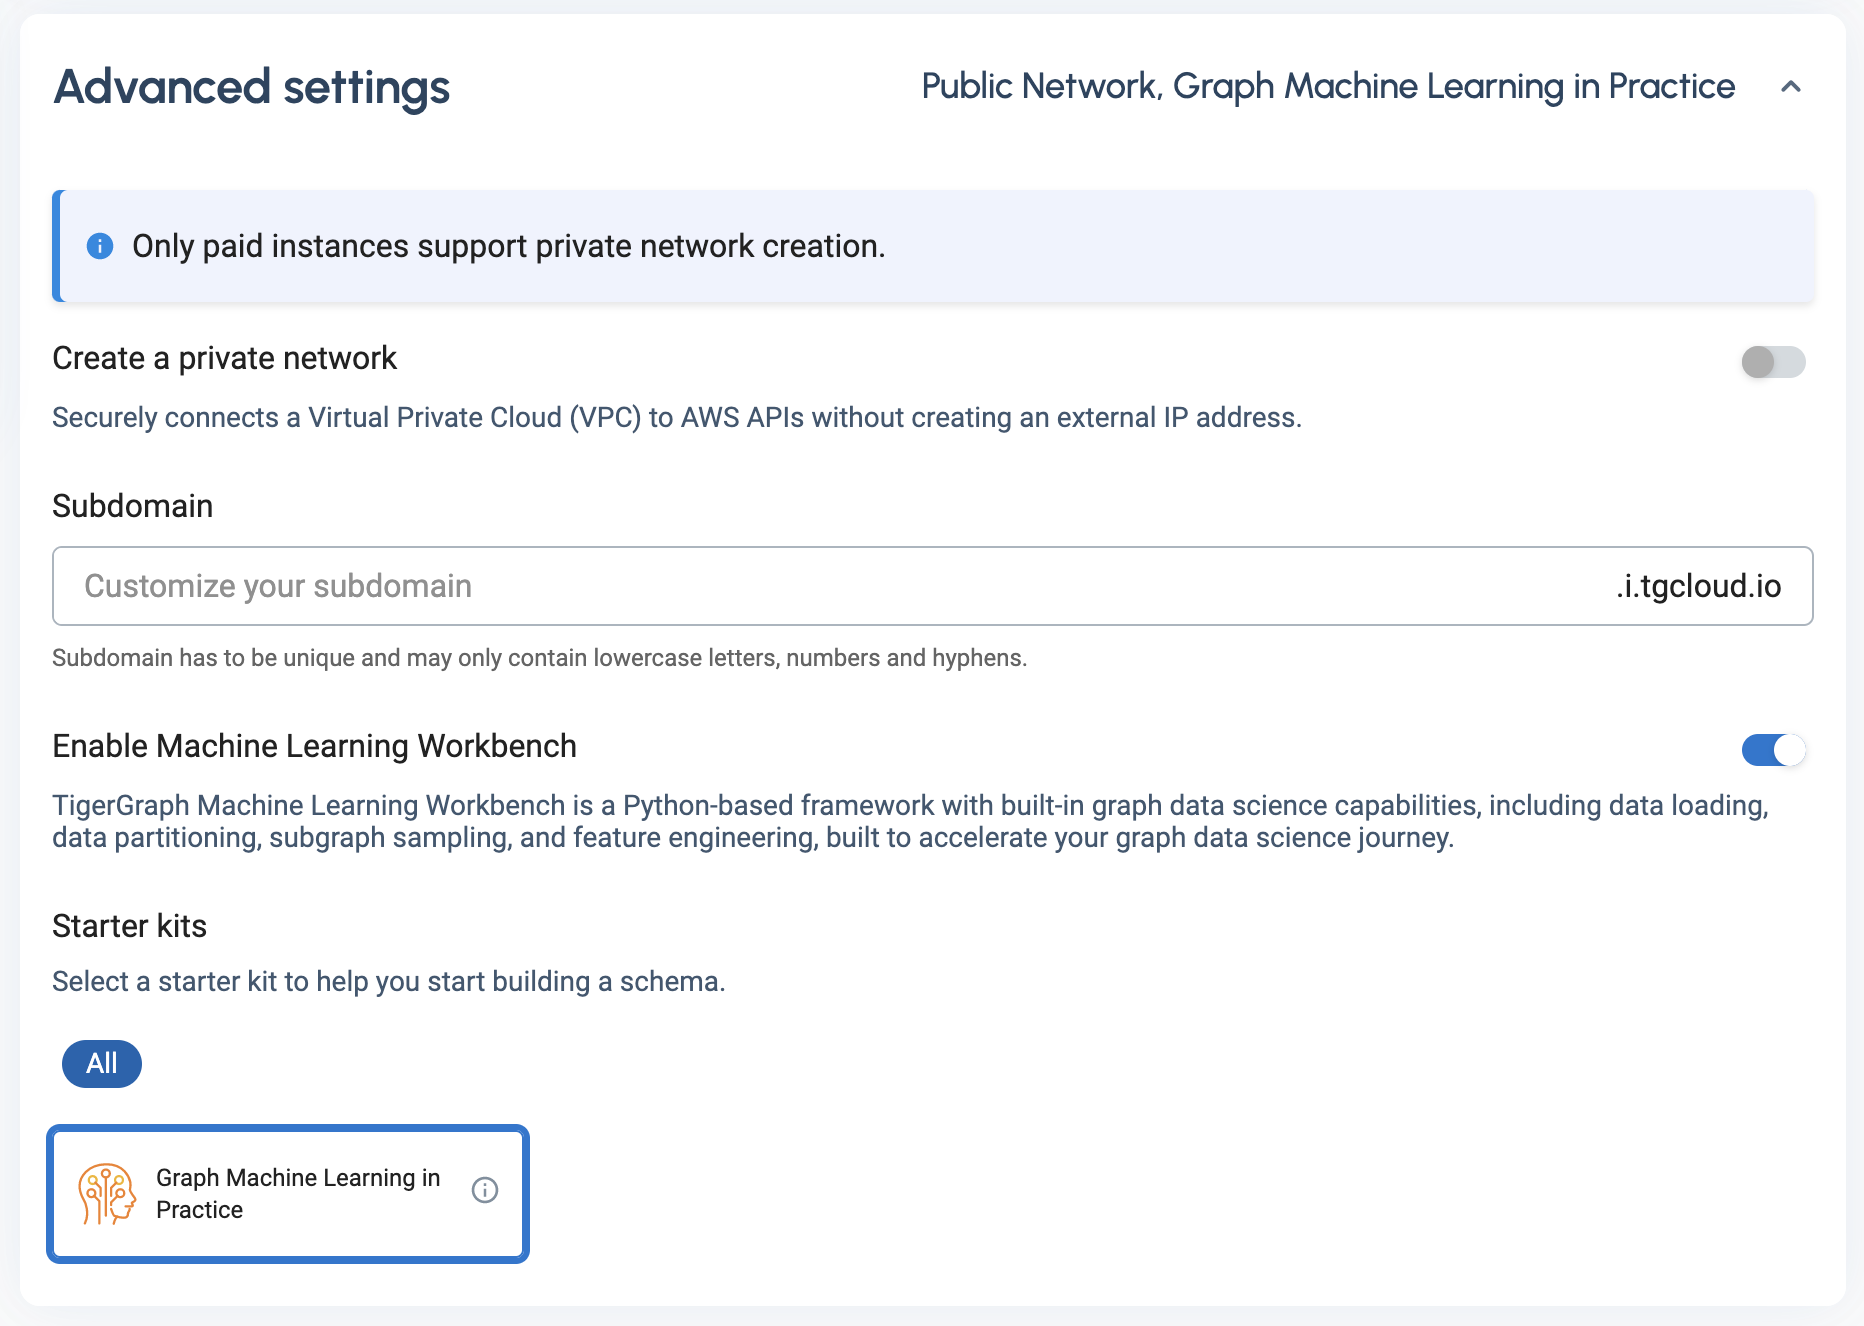 Advanced settings
Public Network, Graph Machine Learning in Practice
Only paid instances support private network creation.
Create a private network
Securely connects a Virtual Private Cloud (VPC) to AWS APIs without creating an external IP address.
Subdomain
Customize your subdomain
.i.tgcloud.io
Subdomain has to be unique and may only contain lowercase letters, numbers and hyphens.
Enable Machine Learning Workbench
TigerGraph Machine Learning Workbench is a Python-based framework with built-in graph data science capabilities, including data loading,
data partitioning, subgraph sampling, and feature engineering, built to accelerate your graph data science journey.
Starter kits
Select a starter kit to help you start building a schema.
All
Graph Machine Learning in
Practice